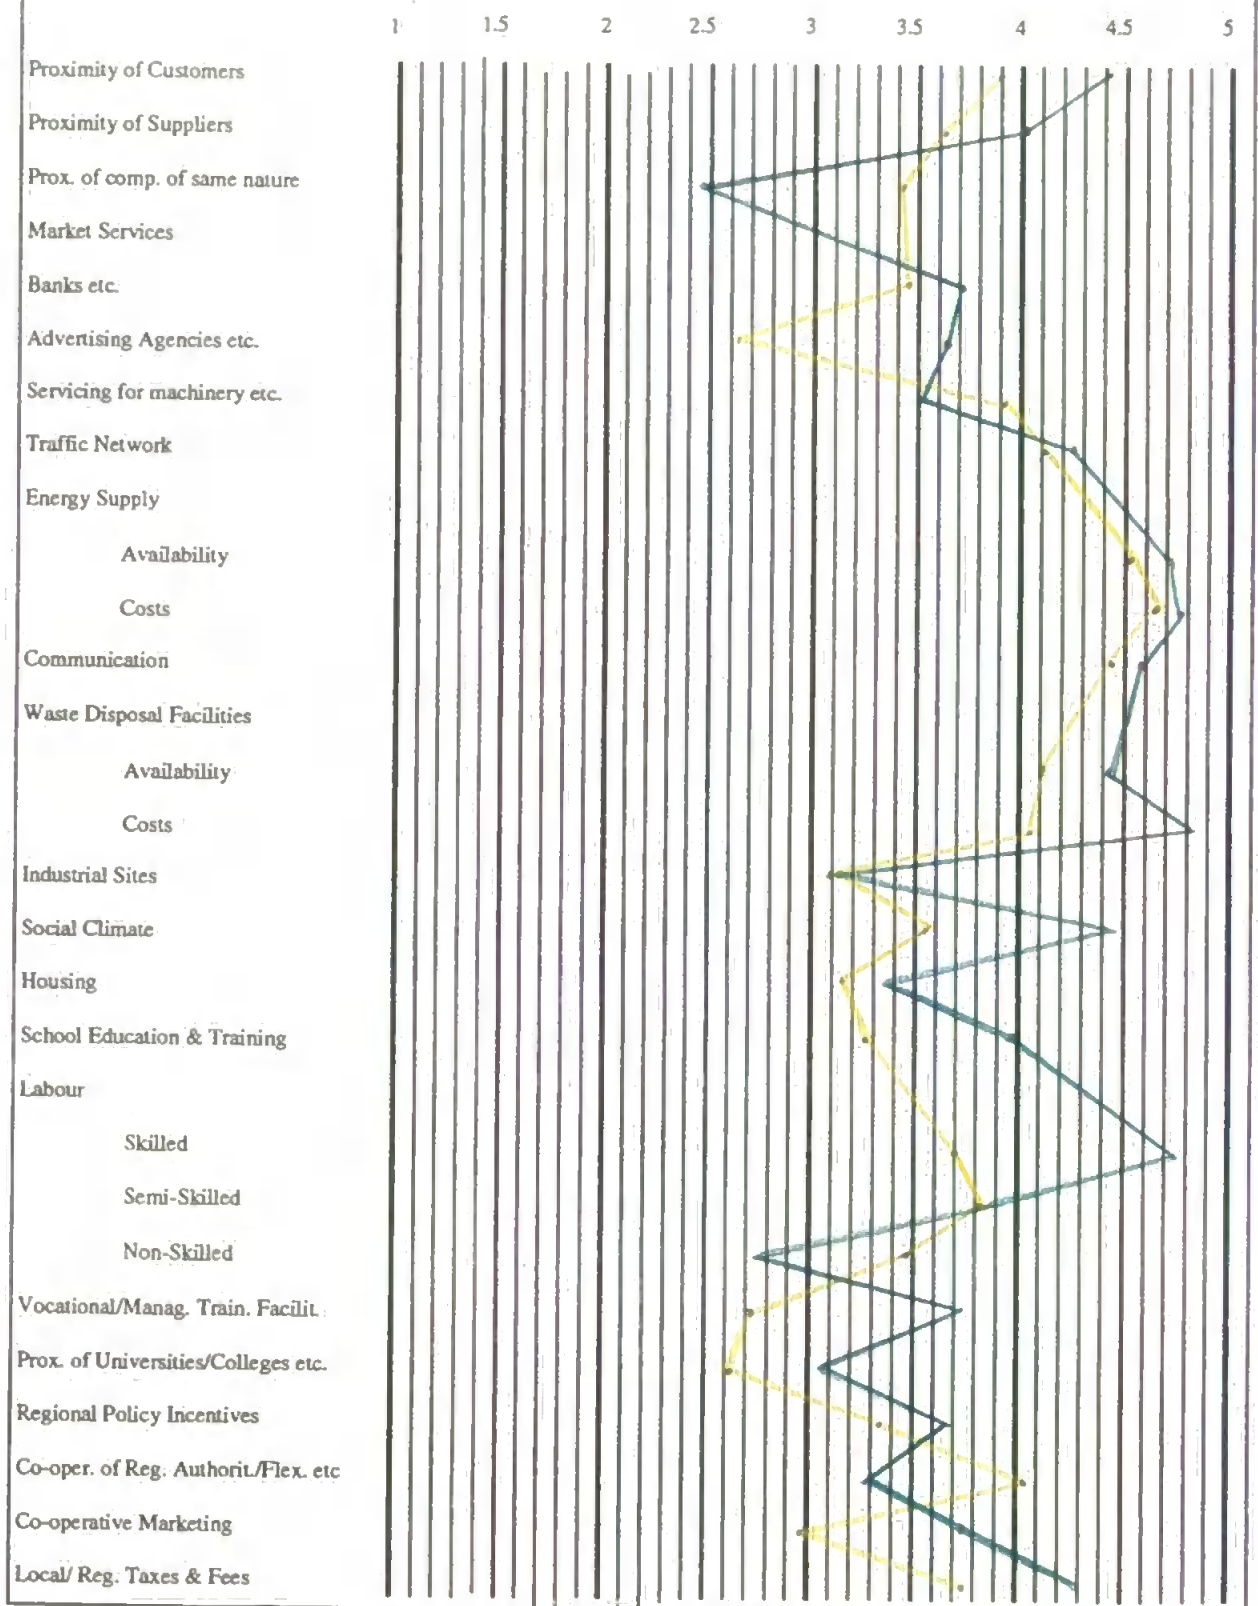 1 1.5 2 2.5 3 3.5 4 4.5 5
Proximity of Customers
Proximity of Suppliers
Prox. of comp. of same nature
Market Services
Banks etc.
Advertising Agencies etc.
Servicing for machinery etc.
Traffic Network
Energy Supply
Availability
Costs
Communication
Waste Disposal Facilities
Availability
Costs
Industrial Sites
Social Climate
Housing
School Education & Training
Labour
Skilled
Semi-Skilled
Non-Skilled
Vocational/Manag. Train. Facilit.
Prox. of Universities/Colleges etc.
Regional Policy Incentives
Co-oper. of Reg. Authorit./Flex. etc
Co-operative Marketing
Local/ Reg. Taxes & Fees